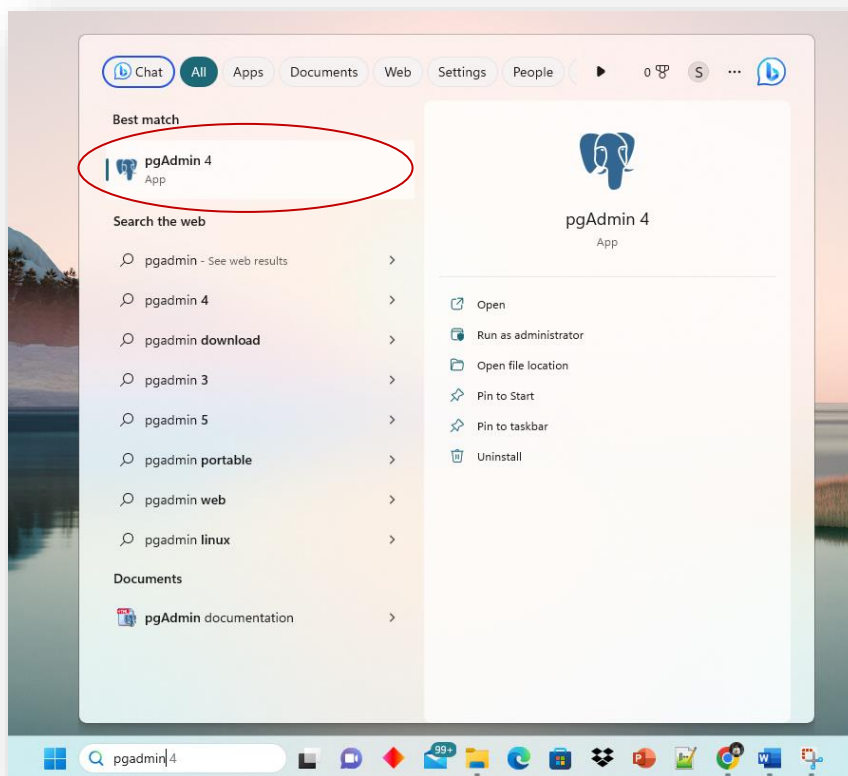 Chat All Apps Documents Web Settings People 0 S ...
Best match
pgAdmin 4
App
Search the web
pgadmin - See web results
pgadmin 4
pgadmin download
pgadmin 3
pgadmin 5
pgadmin portable
pgadmin web
pgadmin linux
Documents
pgAdmin documentation
pgAdmin 4
App
Open
Run as administrator
Open file location
Pin to Start
Pin to taskbar
Uninstall
pgadmin 4
99+